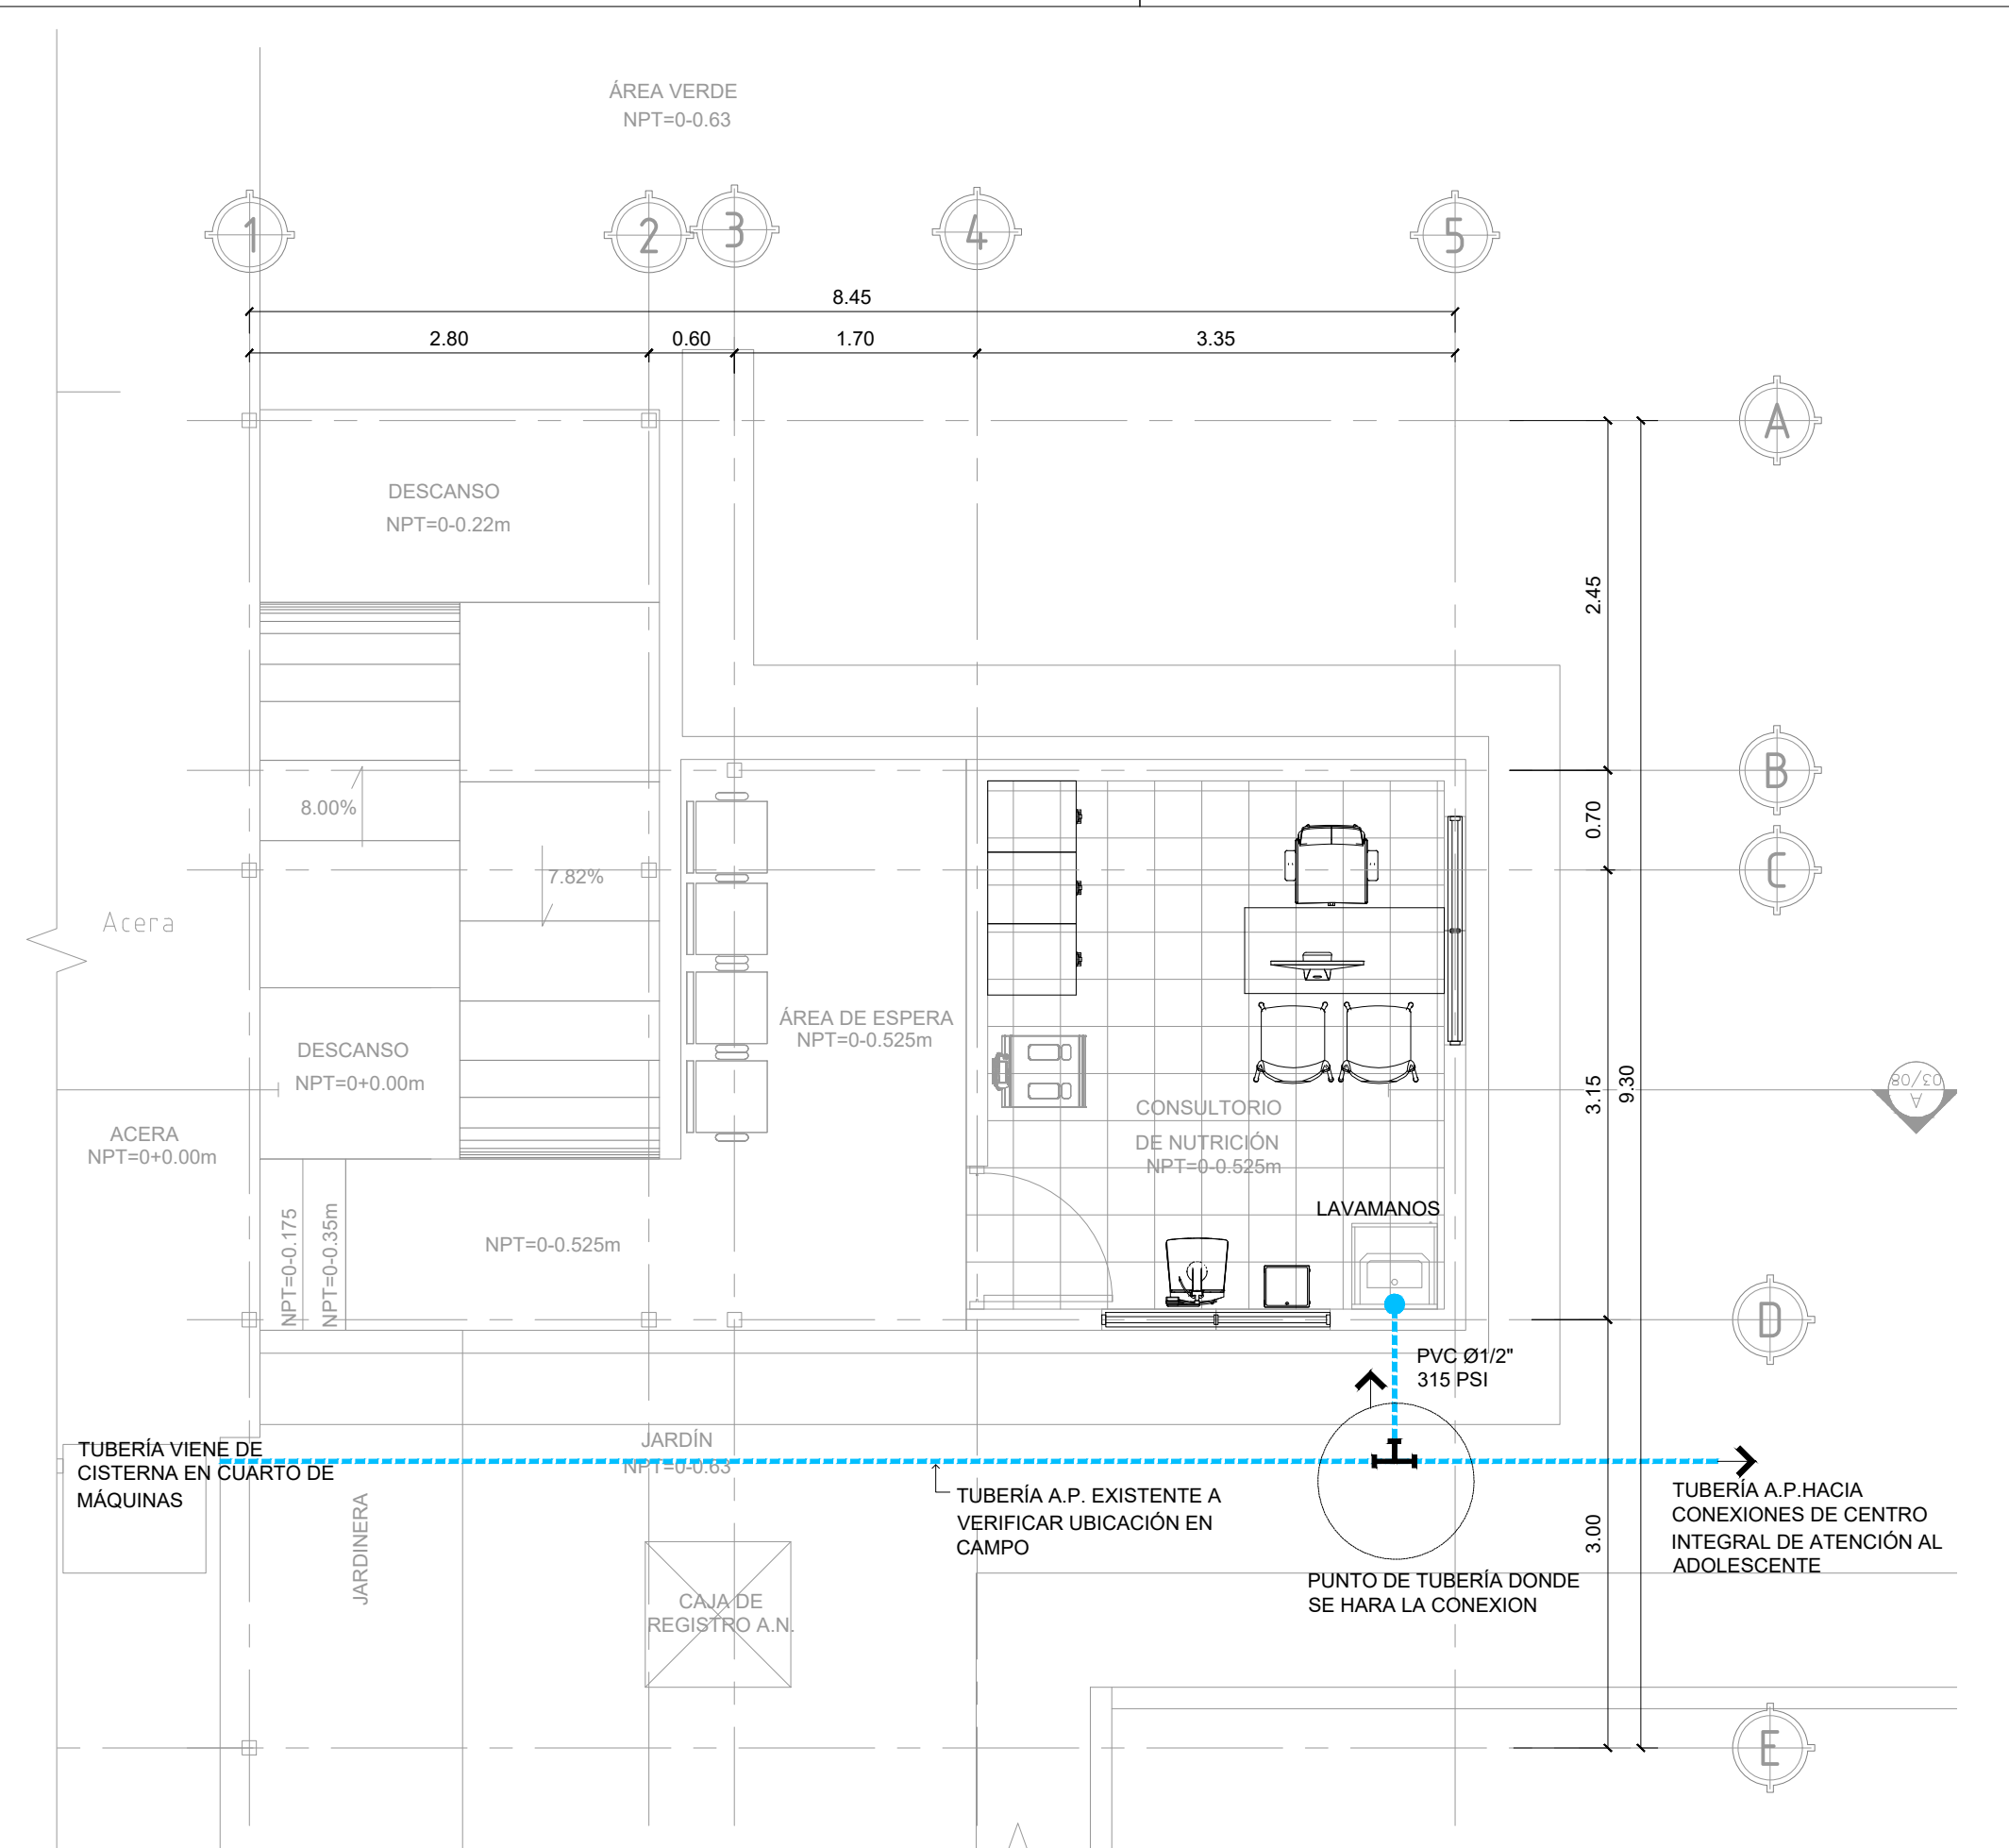 ÁREA VERDE
NPT=0-0.63
1
2
3
4
5
8.45
2.80
0.60
1.70
3.35
A
DESCANSO
NPT=0-0.22m
2.45
B
8.00%
0.70
7.82%
C
Acera
ÁREA DE ESPERA
NPT=0-0.525m
DESCANSO
NPT=0+0.00m
3.15
9.30
03/08
A
CONSULTORIO
DE NUTRICIÓN
NPT=0-0.525m
ACERA
NPT=0+0.00m
LAVAMANOS
NPT=0-0.175
NPT=0-0.35m
NPT=0-0.525m
D
PVC Ø1/2"
315 PSI
JARDÍN
NPT=0-0.63
TUBERÍA VIENE DE
CISTERNA EN CUARTO DE
MÁQUINAS
TUBERÍA A.P. EXISTENTE A
VERIFICAR UBICACIÓN EN
CAMPO
TUBERÍA A.P.HACIA
CONEXIONES DE CENTRO
INTEGRAL DE ATENCIÓN AL
ADOLESCENTE
JARDINERA
3.00
PUNTO DE TUBERÍA DONDE
SE HARA LA CONEXION
CAJA DE
REGISTRO A.N.
E